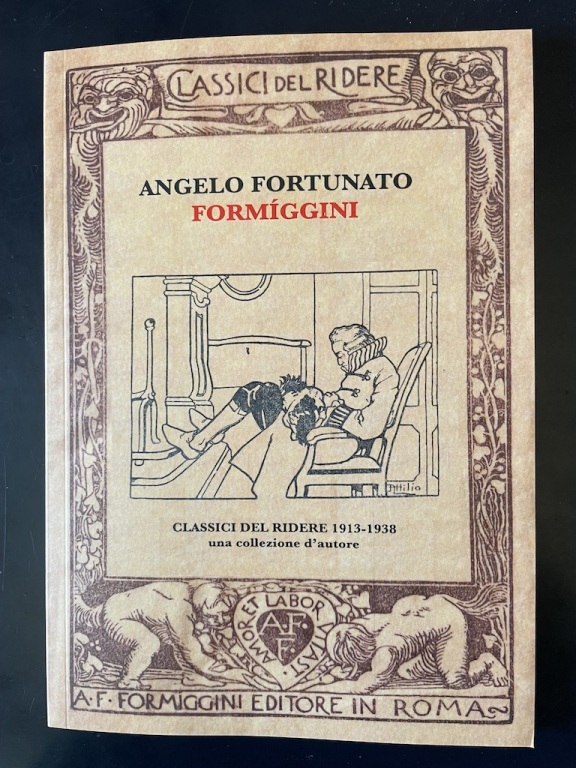 CLASSICI DEL RIDERE
ANGELO FORTUNATO
FORMÍGGINI
Attilio
CLASSICI DEL RIDERE 1913-1938
una collezione d'autore
AMOR ET LABOR VITAST
A.F.
F
A·F· FORMIGGINI EDITORE IN ROMA